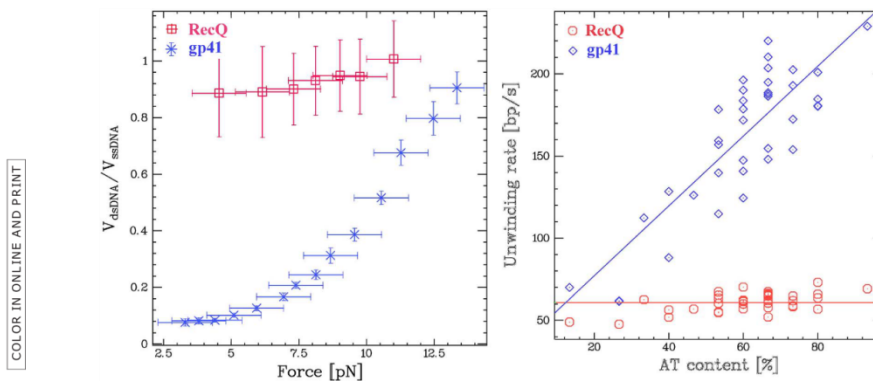 COLOR IN ONLINE AND PRINT
RecQ
gp41
V_dsDNA/V_ssDNA
1
0.8
0.6
0.4
0.2
0
2.5 5 7.5 10 12.5
Force [pN]
RecQ
gp41
Unwinding rate [bp/s]
200
150
100
50
20 40 60 80
AT content [%]